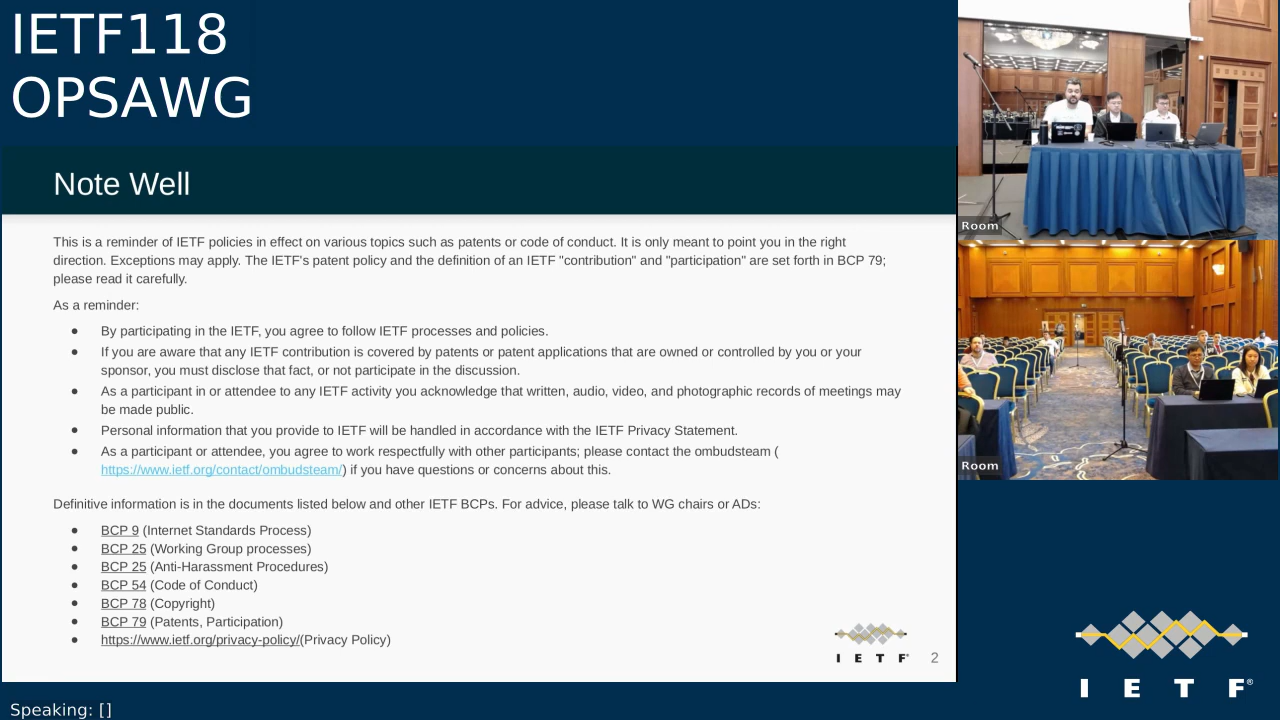 IETF118
OPSAWG
Note Well
This is a reminder of IETF policies in effect on various topics such as patents or code of conduct. It is only meant to point you in the right
direction. Exceptions may apply. The IETF's patent policy and the definition of an IETF "contribution" and "participation" are set forth in BCP 79;
please read it carefully.
As a reminder:
● By participating in the IETF, you agree to follow IETF processes and policies.
● If you are aware that any IETF contribution is covered by patents or patent applications that are owned or controlled by you or your
sponsor, you must disclose that fact, or not participate in the discussion.
● As a participant in or attendee to any IETF activity you acknowledge that written, audio, video, and photographic records of meetings may
be made public.
● Personal information that you provide to IETF will be handled in accordance with the IETF Privacy Statement.
● As a participant or attendee, you agree to work respectfully with other participants; please contact the ombudsteam (
https://www.ietf.org/contact/ombudsteam/) if you have questions or concerns about this.
Definitive information is in the documents listed below and other IETF BCPs. For advice, please talk to WG chairs or ADs:
● BCP 9 (Internet Standards Process)
● BCP 25 (Working Group processes)
● BCP 25 (Anti-Harassment Procedures)
● BCP 54 (Code of Conduct)
● BCP 78 (Copyright)
● BCP 79 (Patents, Participation)
● https://www.ietf.org/privacy-policy/(Privacy Policy)
I E T F®
2
Room
Room
I E T F®
Speaking: []